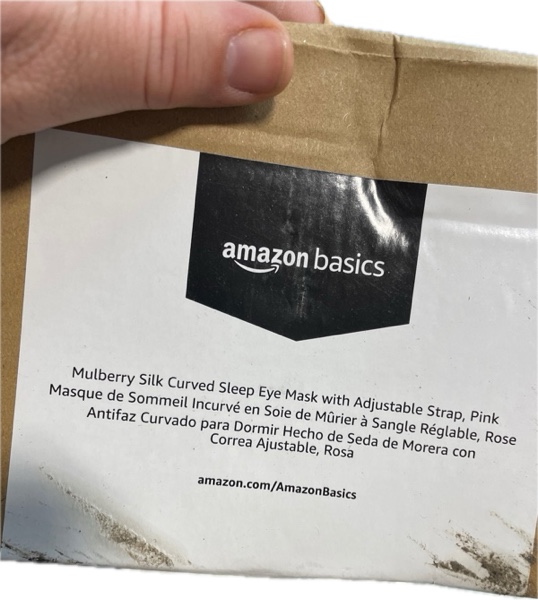 amazon basics
Mulberry Silk Curved Sleep Eye Mask with Adjustable Strap, Pink
Masque de Sommeil Incurvé en Soie de Mûrier à Sangle Réglable, Rose
Antifaz Curvado para Dormir Hecho de Seda de Morera con
Correa Ajustable, Rosa
amazon.com/AmazonBasics